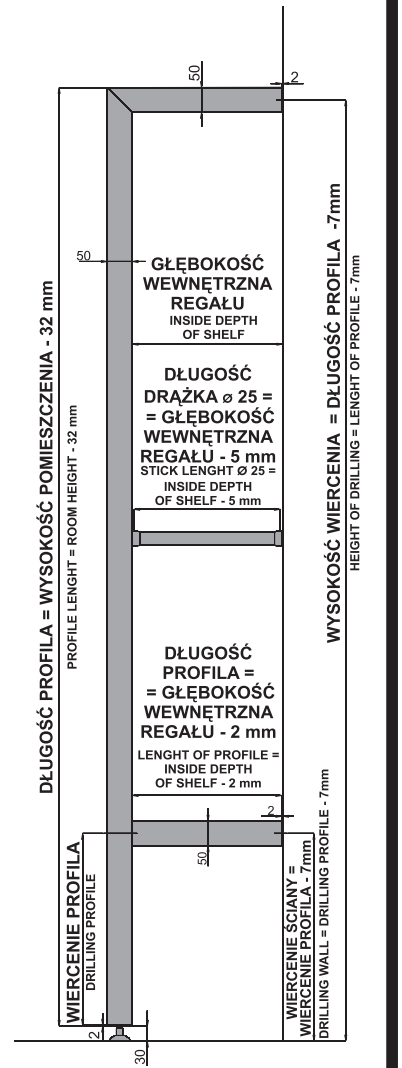 50
2
50
GŁĘBOKOŚĆ
WEWNĘTRZNA
REGAŁU
INSIDE DEPTH
OF SHELF
DŁUGOŚĆ
DRĄŻKA ⌀ 25 =
= GŁĘBOKOŚĆ
WEWNĘTRZNA
REGAŁU - 5 mm
STICK LENGHT Ø 25 =
INSIDE DEPTH
OF SHELF - 5 mm
DŁUGOŚĆ
PROFILA =
= GŁĘBOKOŚĆ
WEWNĘTRZNA
REGAŁU - 2 mm
LENGHT OF PROFILE =
INSIDE DEPTH
OF SHELF - 2 mm
2
50
DŁUGOŚĆ PROFILA = WYSOKOŚĆ POMIESZCZENIA - 32 mm
PROFILE LENGHT = ROOM HEIGHT - 32 mm
WIERCENIE PROFILA
DRILLING PROFILE
WYSOKOŚĆ WIERCENIA = DŁUGOŚĆ PROFILA -7mm
HEIGHT OF DRILLING = LENGHT OF PROFILE - 7mm
WIERCENIE ŚCIANY =
WIERCENIE PROFILA - 7mm
DRILLING WALL = DRILLING PROFILE - 7mm
2
30